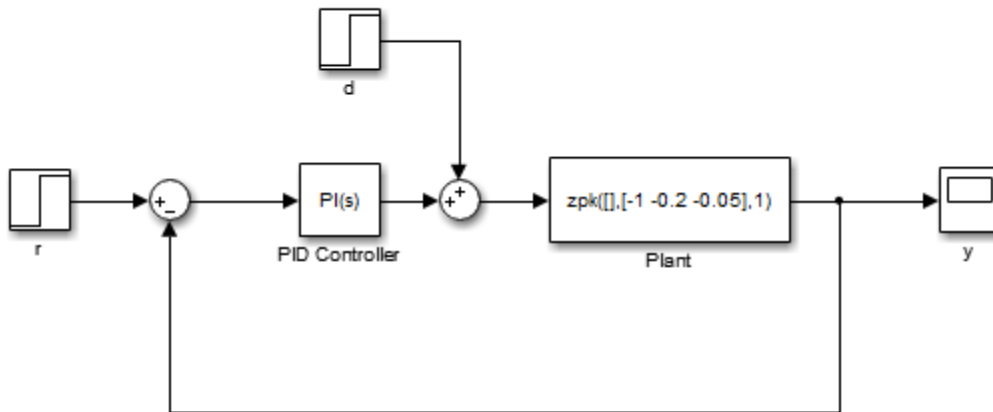 d
r
+
−
PI(s)
PID Controller
+
+
zpk([],[-1 -0.2 -0.05],1)
Plant
y